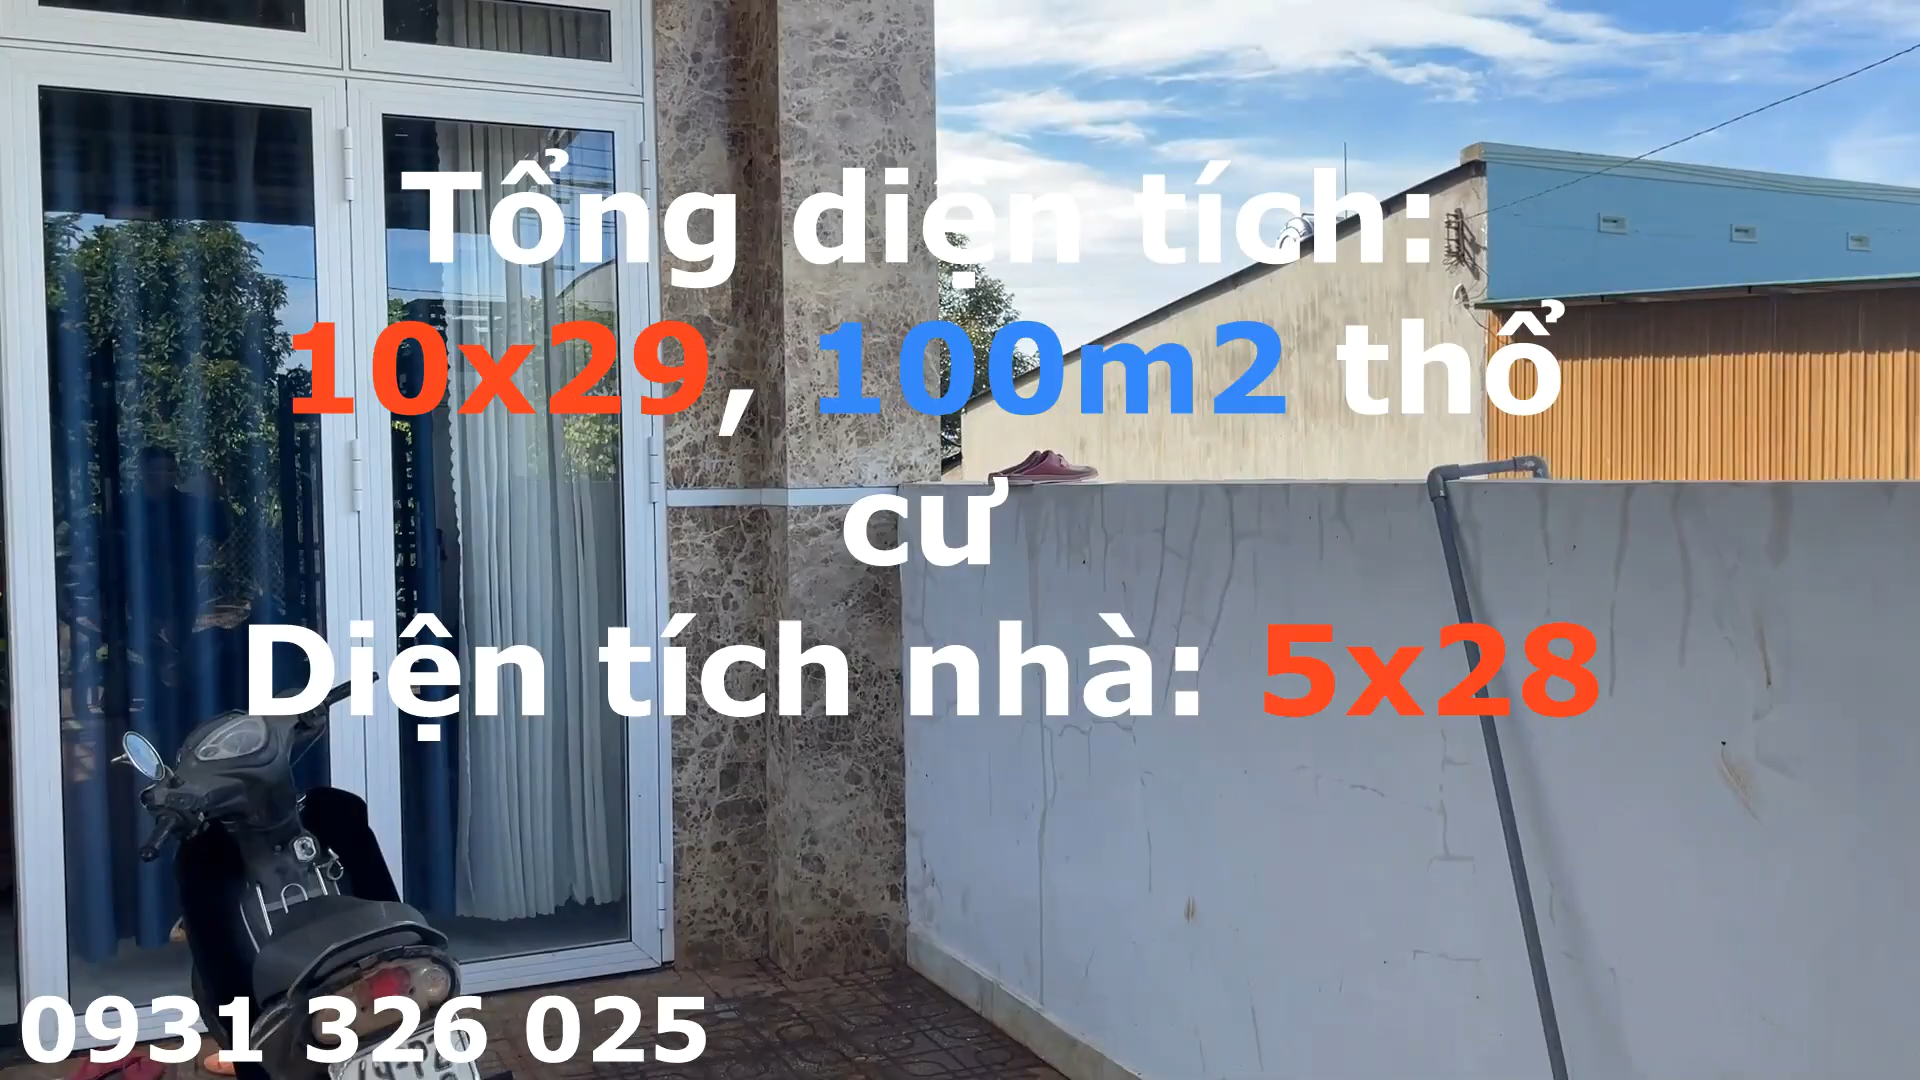 Tổng diện tích:
10x29, 100m2 thổ
cư
Diện tích nhà: 5x28
0931 326 025